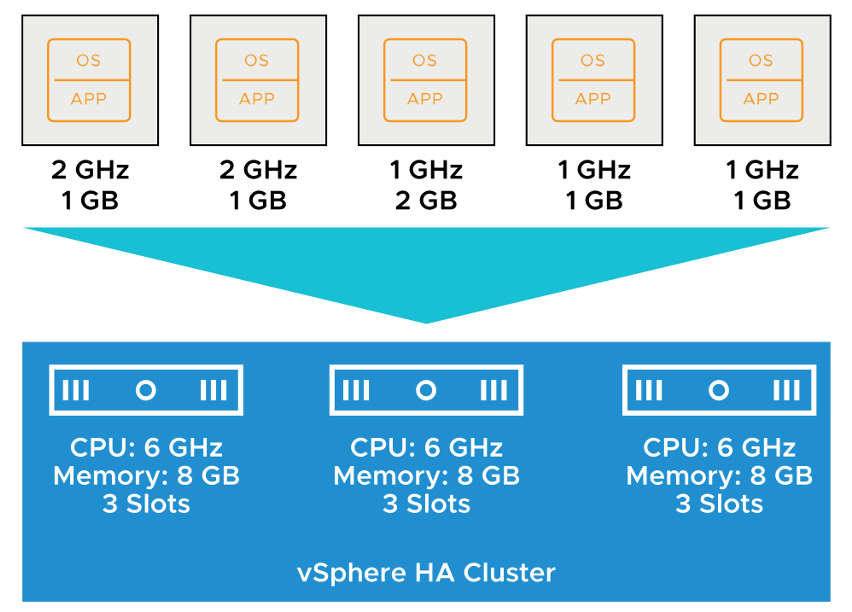 OS
APP
OS
APP
OS
APP
OS
APP
OS
APP
2 GHz
1 GB
2 GHz
1 GB
1 GHz
2 GB
1 GHz
1 GB
1 GHz
1 GB
CPU: 6 GHz
Memory: 8 GB
3 Slots
CPU: 6 GHz
Memory: 8 GB
3 Slots
CPU: 6 GHz
Memory: 8 GB
3 Slots
vSphere HA Cluster